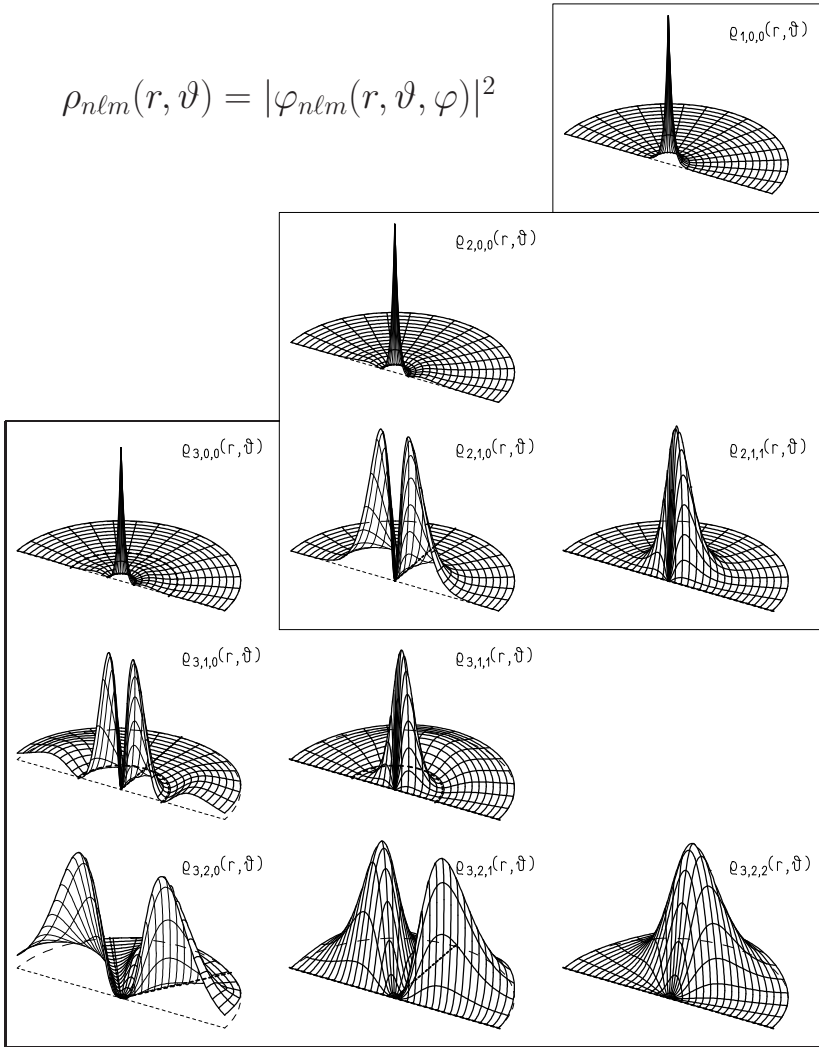 ϱ₁,₀,₀(r,ϑ)
ρₙℓₘ(r, ϑ) = |φₙℓₘ(r, ϑ, φ)|²
ϱ₂,₀,₀(r,ϑ)
ϱ₃,₀,₀(r,ϑ) ϱ₂,₁,₀(r,ϑ) ϱ₂,₁,₁(r,ϑ)
ϱ₃,₁,₀(r,ϑ) ϱ₃,₁,₁(r,ϑ)
ϱ₃,₂,₀(r,ϑ) ϱ₃,₂,₁(r,ϑ) ϱ₃,₂,₂(r,ϑ)